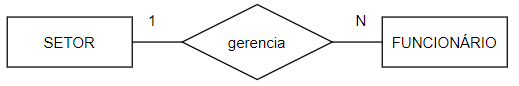 SETOR
1
gerencia
N
FUNCIONÁRIO